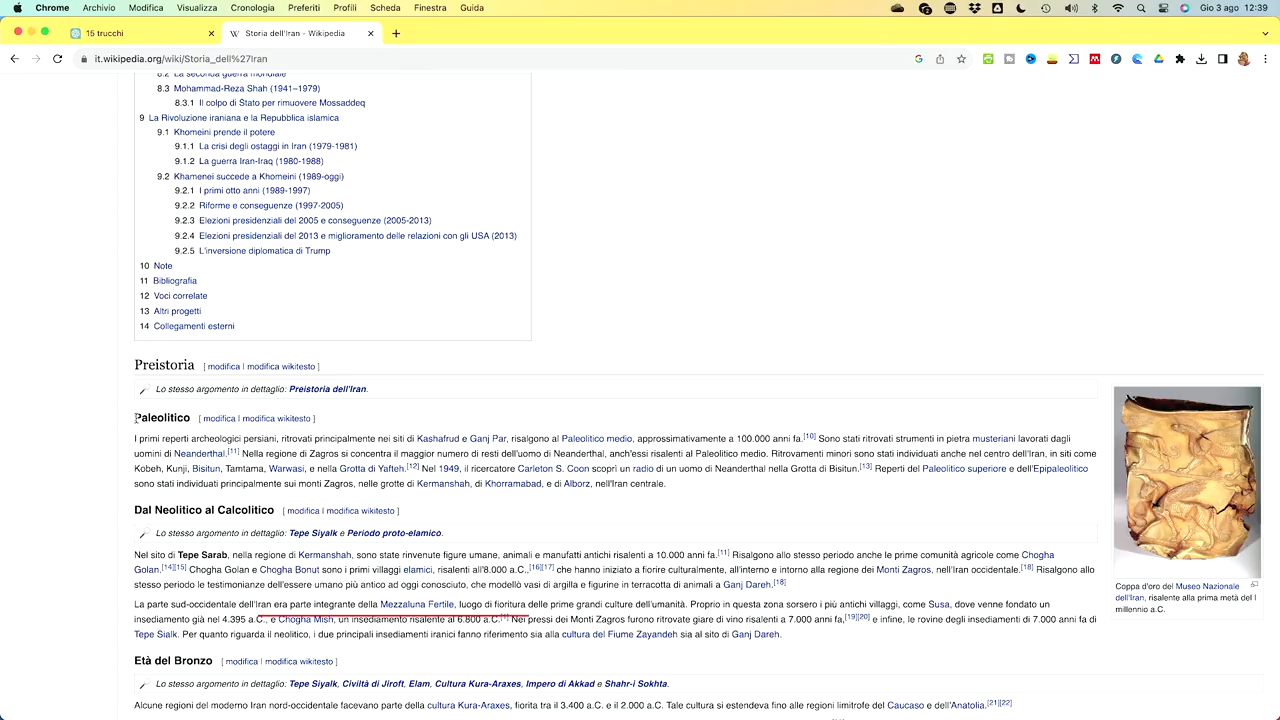 Chrome Archivio Modifica Visualizza Cronologia Preferiti Profili Scheda Finestra Guida Gio 3 ago 12:39
15 trucchi
Storia dell'Iran - Wikipedia
it.wikipedia.org/wiki/Storia_dell%27Iran
8.2 La seconda guerra mondiale
8.3 Mohammad-Reza Shah (1941–1979)
8.3.1 Il colpo di Stato per rimuovere Mossaddeq
9 La Rivoluzione iraniana e la Repubblica islamica
9.1 Khomeini prende il potere
9.1.1 La crisi degli ostaggi in Iran (1979-1981)
9.1.2 La guerra Iran-Iraq (1980-1988)
9.2 Khamenei succede a Khomeini (1989-oggi)
9.2.1 I primi otto anni (1989-1997)
9.2.2 Riforme e conseguenze (1997-2005)
9.2.3 Elezioni presidenziali del 2005 e conseguenze (2005-2013)
9.2.4 Elezioni presidenziali del 2013 e miglioramento delle relazioni con gli USA (2013)
9.2.5 L'inversione diplomatica di Trump
10 Note
11 Bibliografia
12 Voci correlate
13 Altri progetti
14 Collegamenti esterni
Preistoria [ modifica | modifica wikitesto ]
Lo stesso argomento in dettaglio: Preistoria dell'Iran.
Paleolitico [ modifica | modifica wikitesto ]
I primi reperti archeologici persiani, ritrovati principalmente nei siti di Kashafrud e Ganj Par, risalgono al Paleolitico medio, approssimativamente a 100.000 anni fa.[10] Sono stati ritrovati strumenti in pietra musteriani lavorati dagli
uomini di Neanderthal.[11] Nella regione di Zagros si concentra il maggior numero di resti dell'uomo di Neanderthal, anch'essi risalenti al Paleolitico medio. Ritrovamenti minori sono stati individuati anche nel centro dell'Iran, in siti come
Kobeh, Kunji, Bisitun, Tamtama, Warwasi, e nella Grotta di Yafteh.[12] Nel 1949, il ricercatore Carleton S. Coon scoprì un radio di un uomo di Neanderthal nella Grotta di Bisitun.[13] Reperti del Paleolitico superiore e dell'Epipaleolitico
sono stati individuati principalmente sui monti Zagros, nelle grotte di Kermanshah, di Khorramabad, e di Alborz, nell'Iran centrale.
Dal Neolitico al Calcolitico [ modifica | modifica wikitesto ]
Lo stesso argomento in dettaglio: Tepe Siyalk e Periodo proto-elamico.
Nel sito di Tepe Sarab, nella regione di Kermanshah, sono state rinvenute figure umane, animali e manufatti antichi risalenti a 10.000 anni fa.[11] Risalgono allo stesso periodo anche le prime comunità agricole come Chogha
Golan.[14][15] Chogha Golan e Chogha Bonut sono i primi villaggi elamici, risalenti all'8.000 a.C.,[16][17] che hanno iniziato a fiorire culturalmente, all'interno e intorno alla regione dei Monti Zagros, nell'Iran occidentale.[18] Risalgono allo
stesso periodo le testimonianze dell'essere umano più antico ad oggi conosciuto, che modellò vasi di argilla e figurine in terracotta di animali a Ganj Dareh.[18]
La parte sud-occidentale dell'Iran era parte integrante della Mezzaluna Fertile, luogo di fioritura delle prime grandi culture dell'umanità. Proprio in questa zona sorsero i più antichi villaggi, come Susa, dove venne fondato un
insediamento già nel 4.395 a.C., e Chogha Mish, un insediamento risalente al 6.800 a.C.[1] Nei pressi dei Monti Zagros furono ritrovate giare di vino risalenti a 7.000 anni fa,[19][20] e infine, le rovine degli insediamenti di 7.000 anni fa di
Tepe Sialk. Per quanto riguarda il neolitico, i due principali insediamenti iranici fanno riferimento sia alla cultura del Fiume Zayandeh sia al sito di Ganj Dareh.
Coppa d'oro del Museo Nazionale
dell'Iran, risalente alla prima metà del I
millennio a.C.
Età del Bronzo [ modifica | modifica wikitesto ]
Lo stesso argomento in dettaglio: Tepe Siyalk, Civiltà di Jiroft, Elam, Cultura Kura-Araxes, Impero di Akkad e Shahr-i Sokhta.
Alcune regioni del moderno Iran nord-occidentale facevano parte della cultura Kura-Araxes, fiorita tra il 3.400 a.C. e il 2.000 a.C. Tale cultura si estendeva fino alle regioni limitrofe del Caucaso e dell'Anatolia.[21][22]